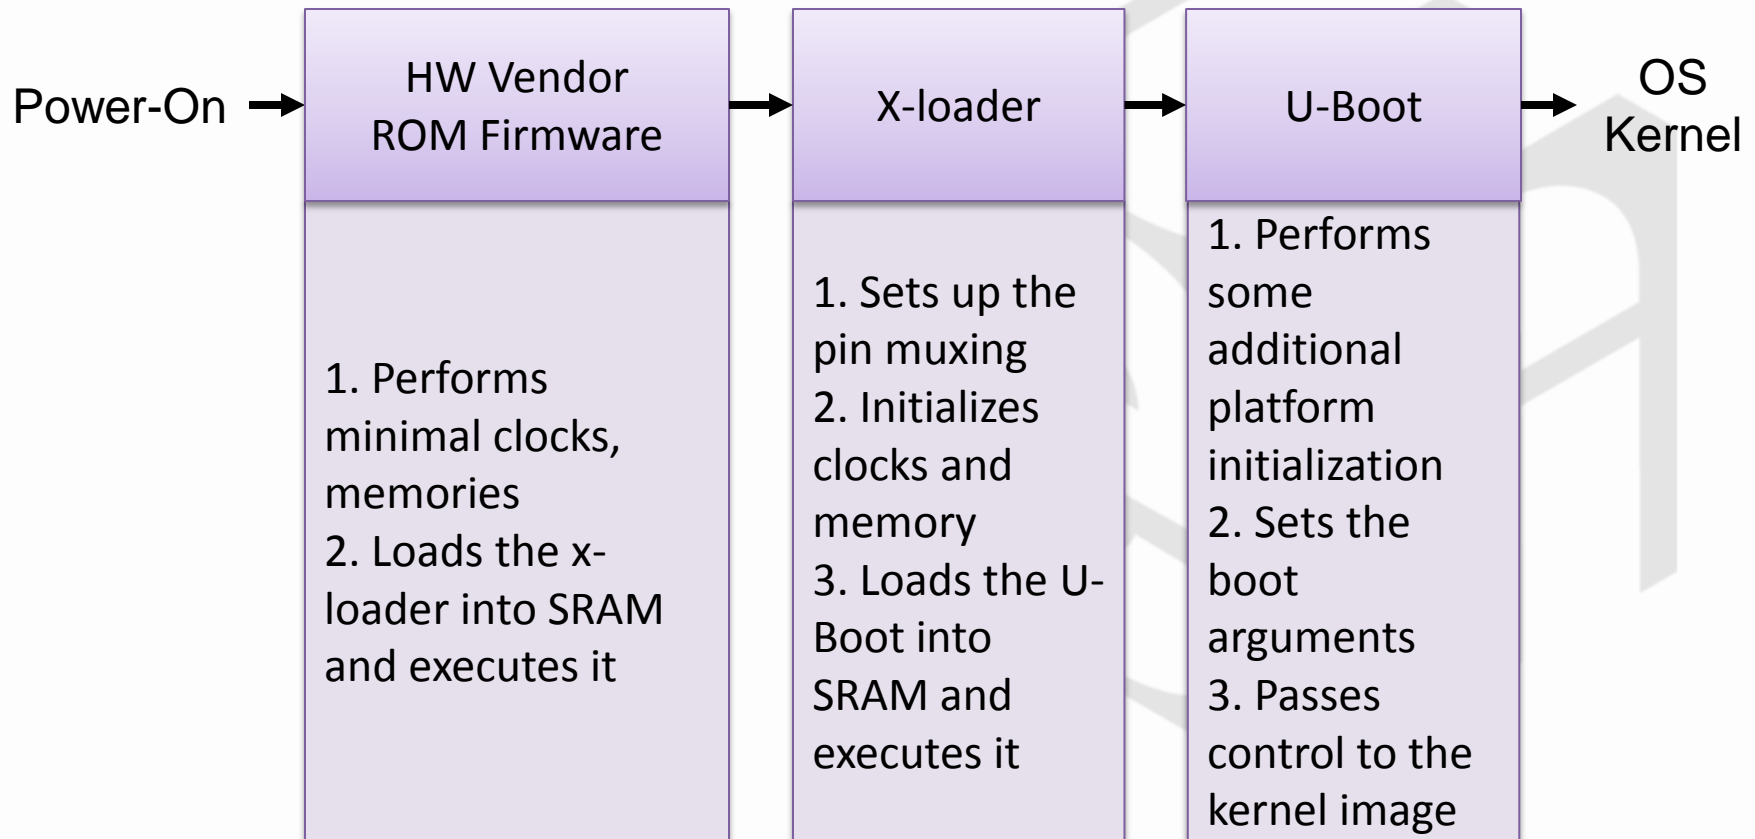 Power-On
HW Vendor
ROM Firmware
X-loader
U-Boot
OS
Kernel
1. Performs
minimal clocks,
memories
2. Loads the x-
loader into SRAM
and executes it
1. Sets up the
pin muxing
2. Initializes
clocks and
memory
3. Loads the U-
Boot into
SRAM and
executes it
1. Performs
some
additional
platform
initialization
2. Sets the
boot
arguments
3. Passes
control to the
kernel image